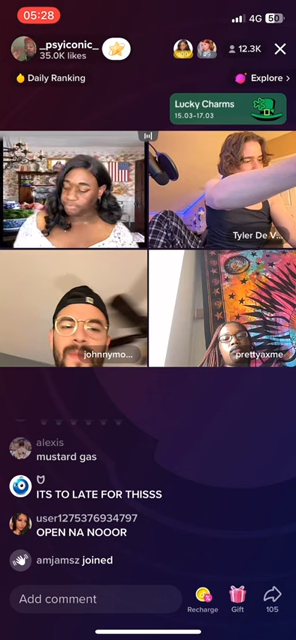 05:28
4G 50
_psyiconic_
35.0K likes
12.3K
Daily Ranking
Explore >
Lucky Charms
15.03-17.03
Tyler De V...
johnnymo...
prettyaxme
alexis
mustard gas
ITS TO LATE FOR THISSS
user1275376934797
OPEN NA NOOOR
amjamsz joined
Add comment
Recharge
Gift
105